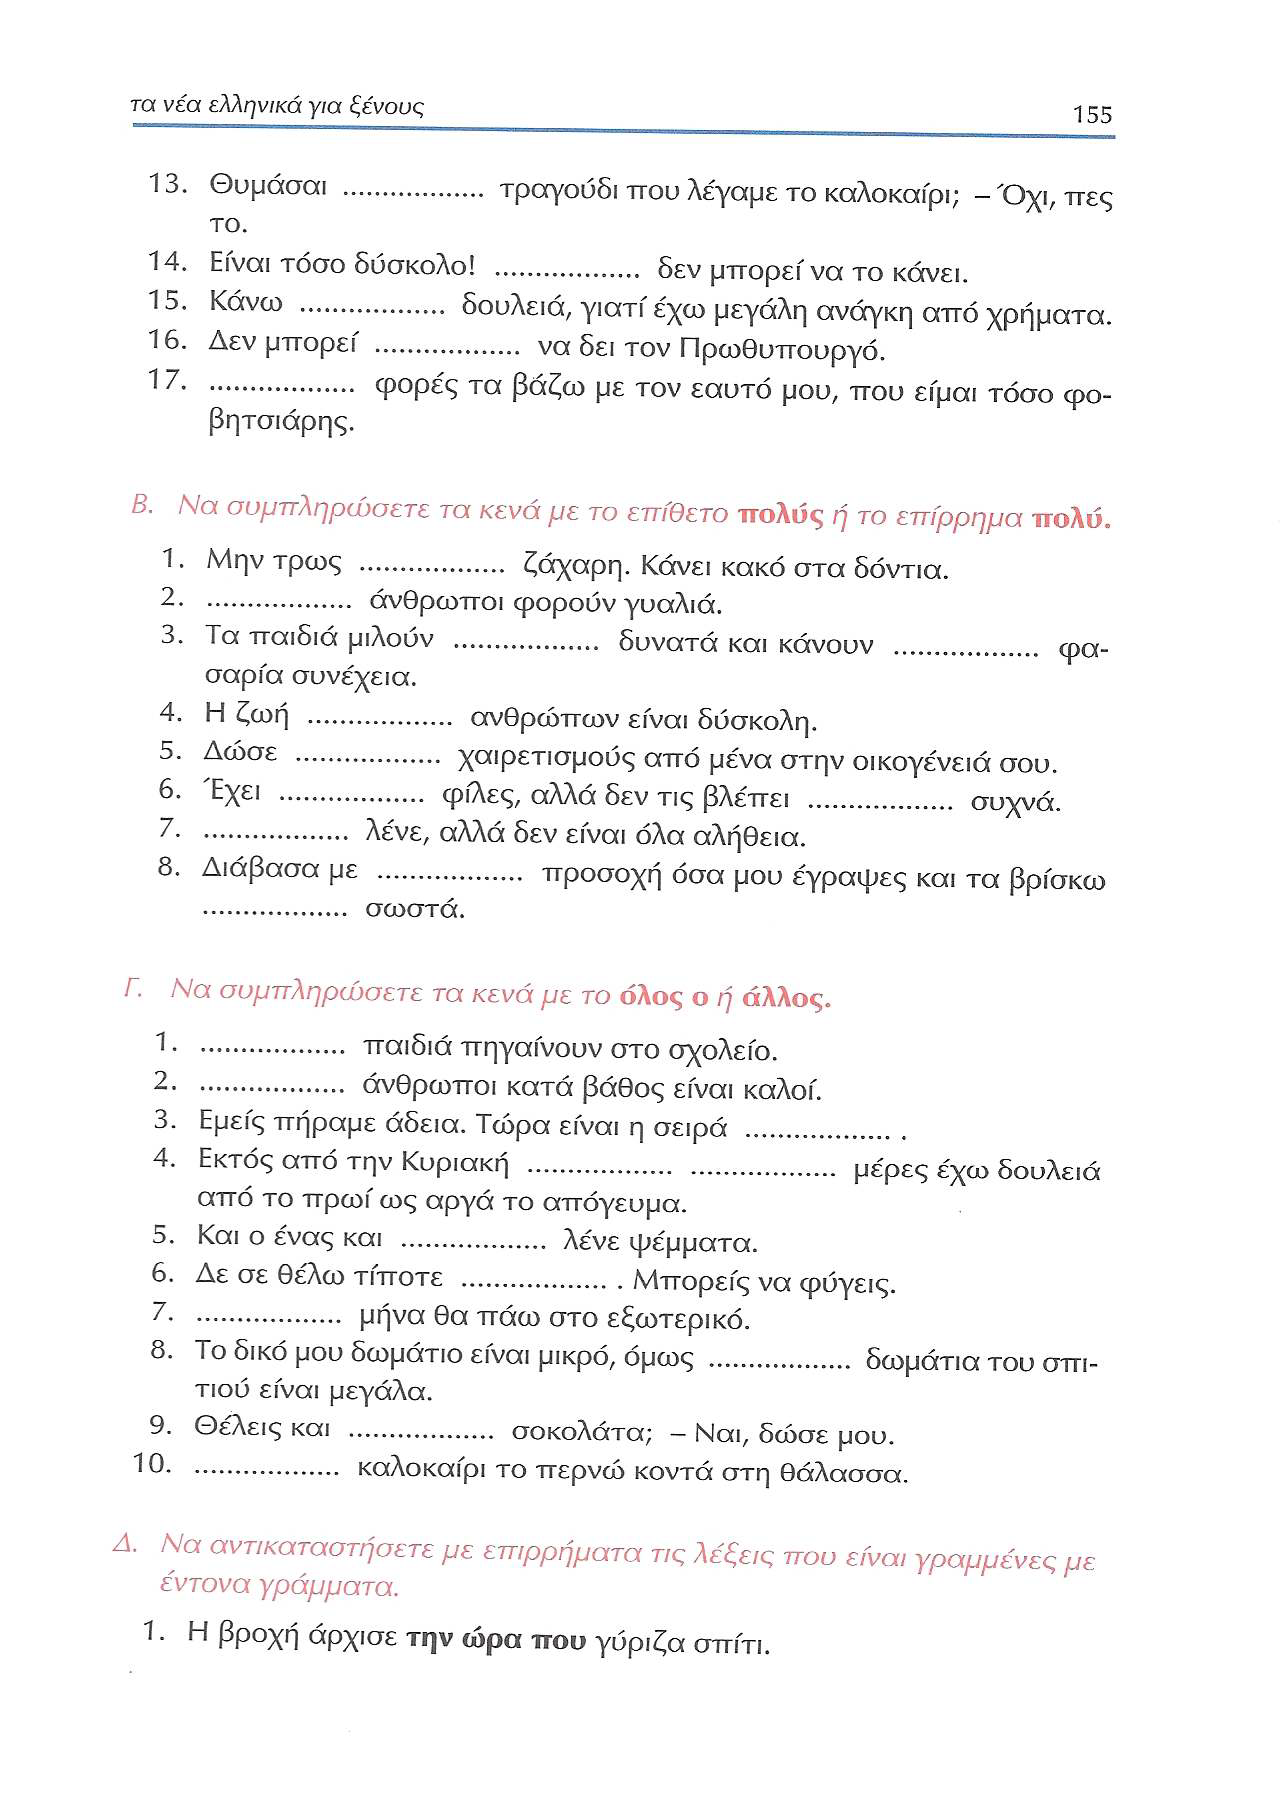 τα νέα ελληνικά για ξένους 155
13. Θυμάσαι .................. τραγούδι που λέγαμε το καλοκαίρι; – Όχι, πες
το.
14. Είναι τόσο δύσκολο! .................. δεν μπορεί να το κάνει.
15. Κάνω .................. δουλειά, γιατί έχω μεγάλη ανάγκη από χρήματα.
16. Δεν μπορεί .................. να δει τον Πρωθυπουργό.
17. .................. φορές τα βάζω με τον εαυτό μου, που είμαι τόσο φο-
βητσιάρης.
Β. Να συμπληρώσετε τα κενά με το επίθετο πολύς ή το επίρρημα πολύ.
1. Μην τρως .................. ζάχαρη. Κάνει κακό στα δόντια.
2. .................. άνθρωποι φορούν γυαλιά.
3. Τα παιδιά μιλούν .................. δυνατά και κάνουν .................. φα-
σαρία συνέχεια.
4. Η ζωή .................. ανθρώπων είναι δύσκολη.
5. Δώσε .................. χαιρετισμούς από μένα στην οικογένειά σου.
6. Έχει .................. φίλες, αλλά δεν τις βλέπει .................. συχνά.
7. .................. λένε, αλλά δεν είναι όλα αλήθεια.
8. Διάβασα με .................. προσοχή όσα μου έγραψες και τα βρίσκω
.................. σωστά.
Γ. Να συμπληρώσετε τα κενά με το όλος ο ή άλλος.
1. .................. παιδιά πηγαίνουν στο σχολείο.
2. .................. άνθρωποι κατά βάθος είναι καλοί.
3. Εμείς πήραμε άδεια. Τώρα είναι η σειρά .................. .
4. Εκτός από την Κυριακή .................. .................. μέρες έχω δουλειά
από το πρωί ως αργά το απόγευμα.
5. Και ο ένας και .................. λένε ψέμματα.
6. Δε σε θέλω τίποτε .................. . Μπορείς να φύγεις.
7. .................. μήνα θα πάω στο εξωτερικό.
8. Το δικό μου δωμάτιο είναι μικρό, όμως .................. δωμάτια του σπι-
τιού είναι μεγάλα.
9. Θέλεις και .................. σοκολάτα; – Ναι, δώσε μου.
10. .................. καλοκαίρι το περνώ κοντά στη θάλασσα.
Δ. Να αντικαταστήσετε με επιρρήματα τις λέξεις που είναι γραμμένες με
έντονα γράμματα.
1. Η βροχή άρχισε την ώρα που γύριζα σπίτι.